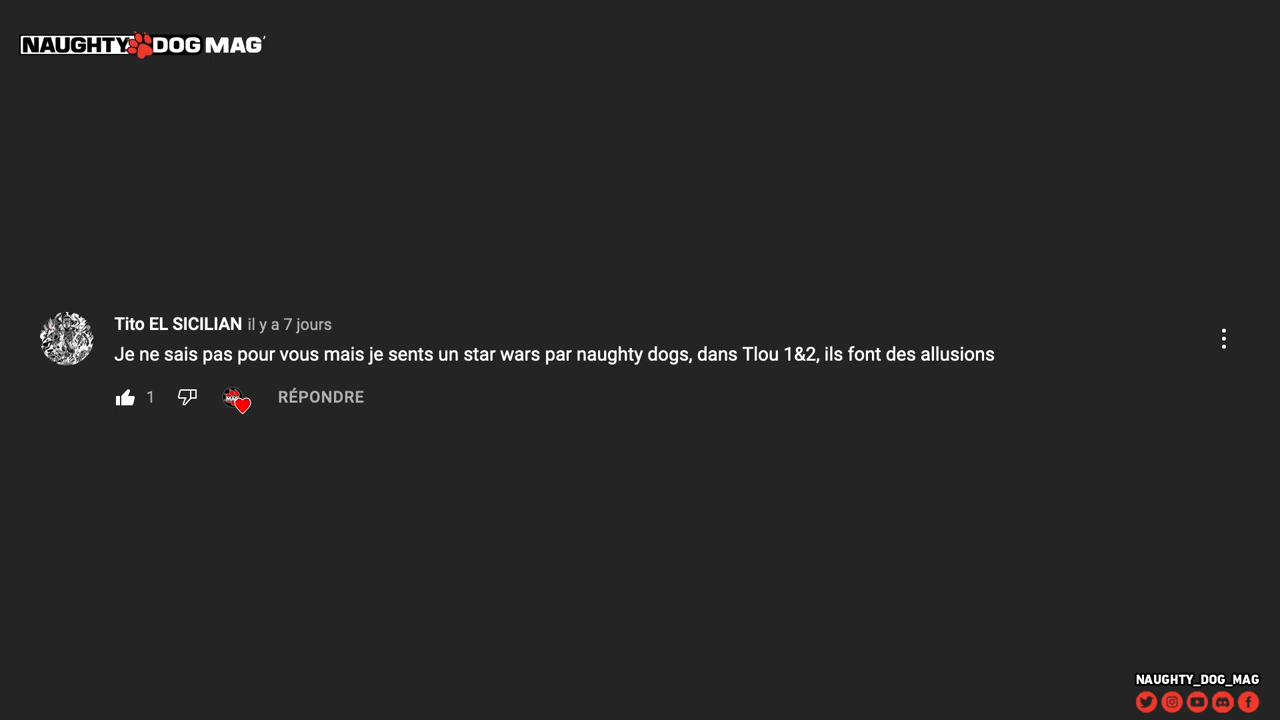 NAUGHTY DOG MAG'
Tito EL SICILIAN il y a 7 jours
Je ne sais pas pour vous mais je sents un star wars par naughty dogs, dans Tlou 1&2, ils font des allusions
1 RÉPONDRE
NAUGHTY_DOG_MAG